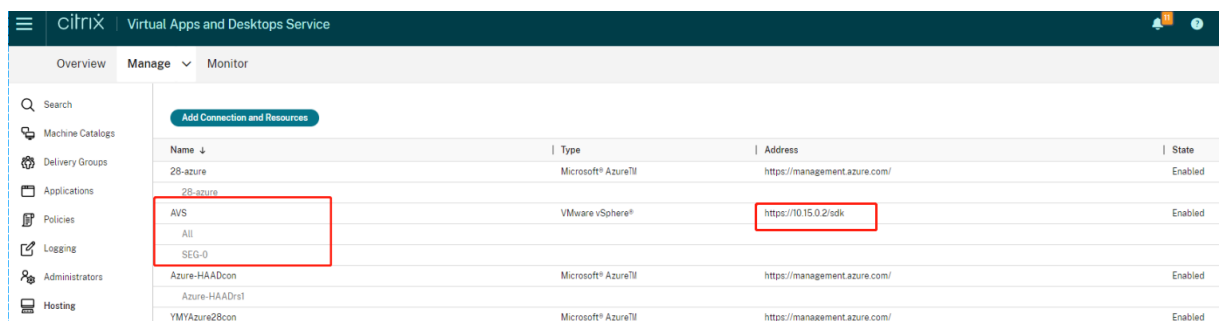 citrix | Virtual Apps and Desktops Service
11
?
Overview Manage Monitor
Search
Add Connection and Resources
Machine Catalogs
Name ↓ | Type | Address | State
Delivery Groups
28-azure Microsoft® Azure™ https://management.azure.com/ Enabled
Applications
28-azure
Policies
AVS VMware vSphere® https://10.15.0.2/sdk Enabled
All
Logging
SEG-0
Administrators
Azure-HAADcon Microsoft® Azure™ https://management.azure.com/ Enabled
Azure-HAADrs1
Hosting
YMYAzure28con Microsoft® Azure™ https://management.azure.com/ Enabled